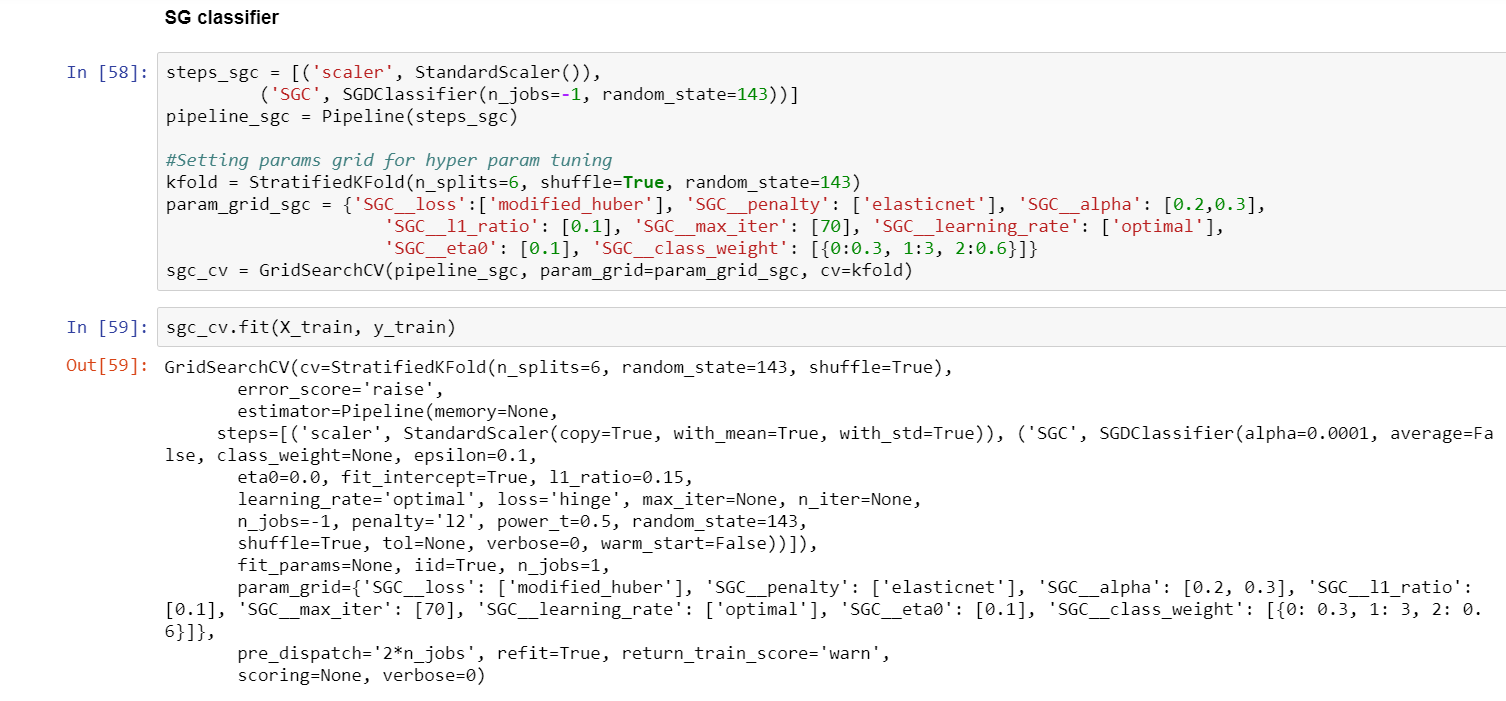 SG classifier
In [58]: steps_sgc = [('scaler', StandardScaler()),
('SGC', SGDClassifier(n_jobs=-1, random_state=143))]
pipeline_sgc = Pipeline(steps_sgc)
#Setting params grid for hyper param tuning
kfold = StratifiedKFold(n_splits=6, shuffle=True, random_state=143)
param_grid_sgc = {'SGC__loss':['modified_huber'], 'SGC__penalty': ['elasticnet'], 'SGC__alpha': [0.2,0.3],
'SGC__l1_ratio': [0.1], 'SGC__max_iter': [70], 'SGC__learning_rate': ['optimal'],
'SGC__eta0': [0.1], 'SGC__class_weight': [{0:0.3, 1:3, 2:0.6}]}
sgc_cv = GridSearchCV(pipeline_sgc, param_grid=param_grid_sgc, cv=kfold)
In [59]: sgc_cv.fit(X_train, y_train)
Out[59]: GridSearchCV(cv=StratifiedKFold(n_splits=6, random_state=143, shuffle=True),
error_score='raise',
estimator=Pipeline(memory=None,
steps=[('scaler', StandardScaler(copy=True, with_mean=True, with_std=True)), ('SGC', SGDClassifier(alpha=0.0001, average=Fa
lse, class_weight=None, epsilon=0.1,
eta0=0.0, fit_intercept=True, l1_ratio=0.15,
learning_rate='optimal', loss='hinge', max_iter=None, n_iter=None,
n_jobs=-1, penalty='l2', power_t=0.5, random_state=143,
shuffle=True, tol=None, verbose=0, warm_start=False))]),
fit_params=None, iid=True, n_jobs=1,
param_grid={'SGC__loss': ['modified_huber'], 'SGC__penalty': ['elasticnet'], 'SGC__alpha': [0.2, 0.3], 'SGC__l1_ratio':
[0.1], 'SGC__max_iter': [70], 'SGC__learning_rate': ['optimal'], 'SGC__eta0': [0.1], 'SGC__class_weight': [{0: 0.3, 1: 3, 2: 0.
6}]},
pre_dispatch='2*n_jobs', refit=True, return_train_score='warn',
scoring=None, verbose=0)